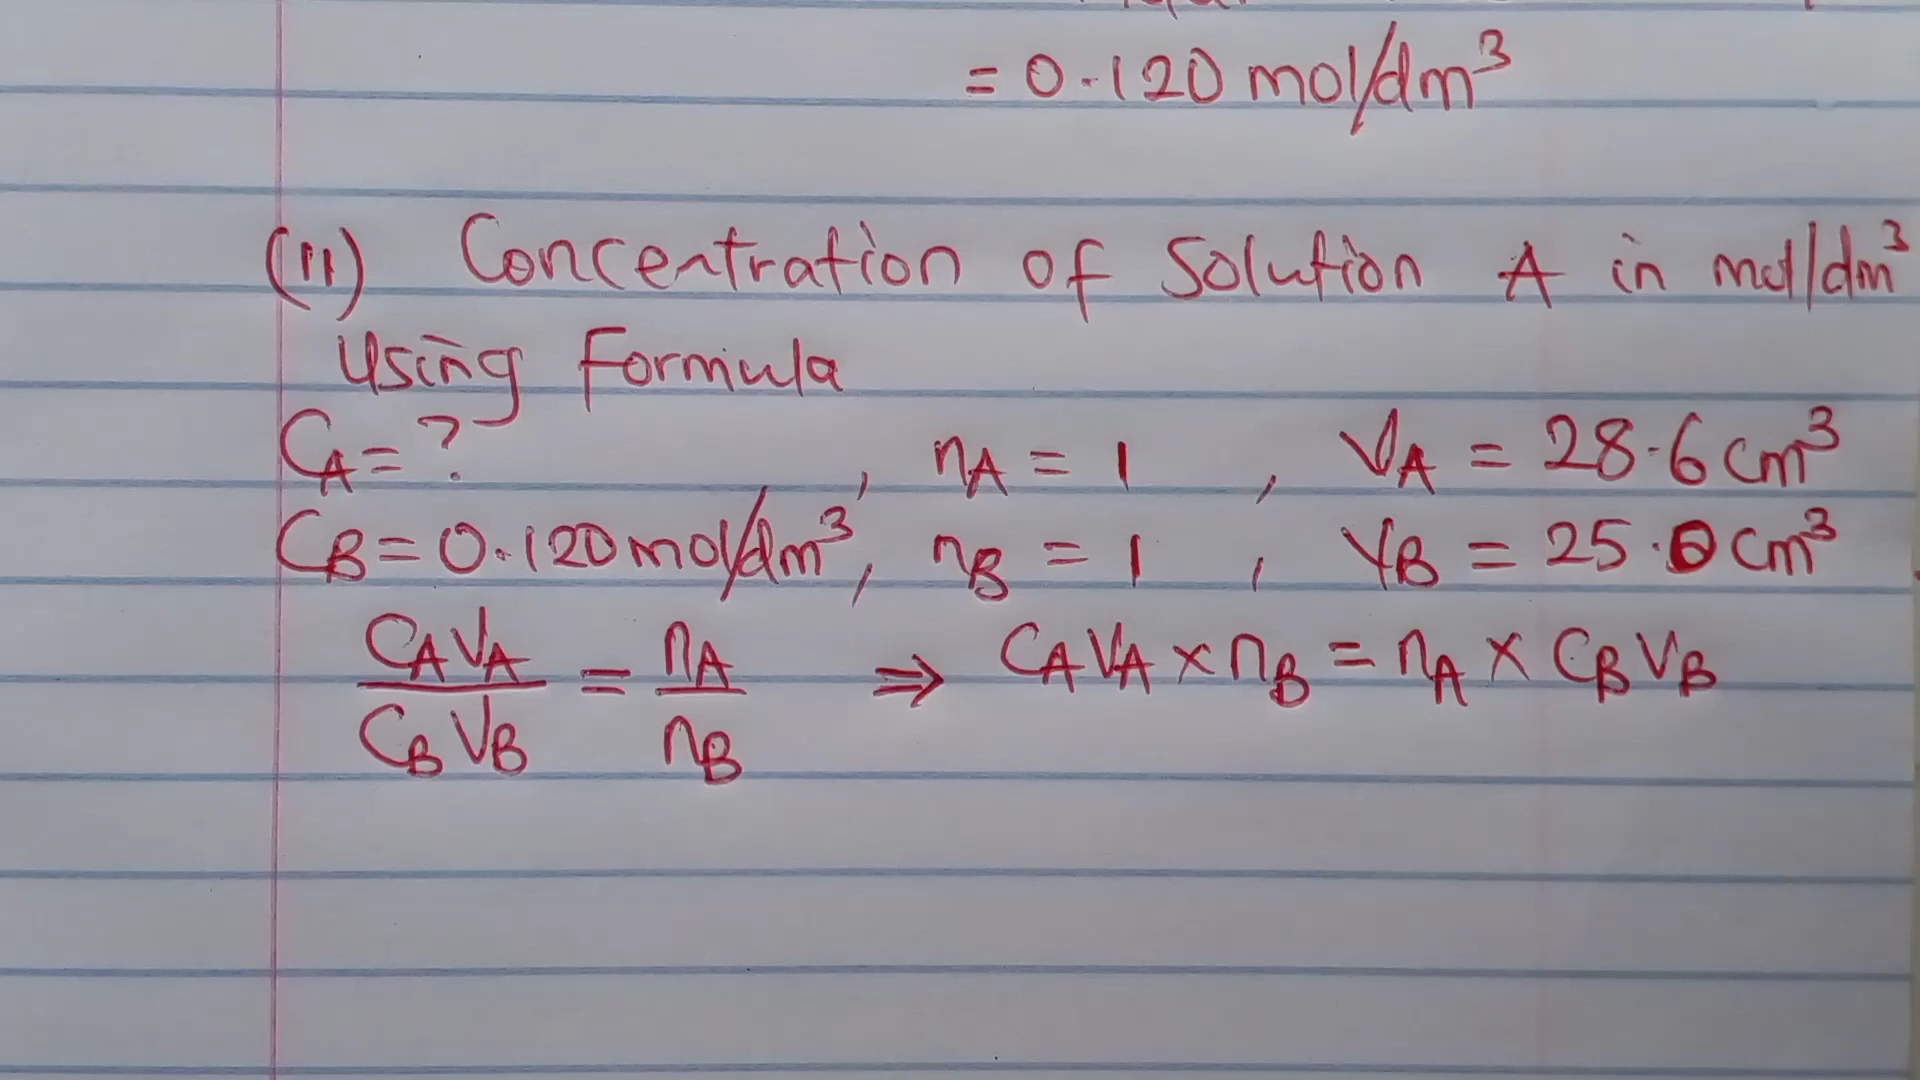 = 0.120 mol/dm³
(11) Concentration of Solution A in mol/dm³
Using Formula
CA = ? , nA = 1 , VA = 28.6 cm³
CB = 0.120 mol/dm³, nB = 1 , VB = 25.0 cm³
CAVA/CBVB = nA/nB ⇒ CAVA × nB = nA × CBVB